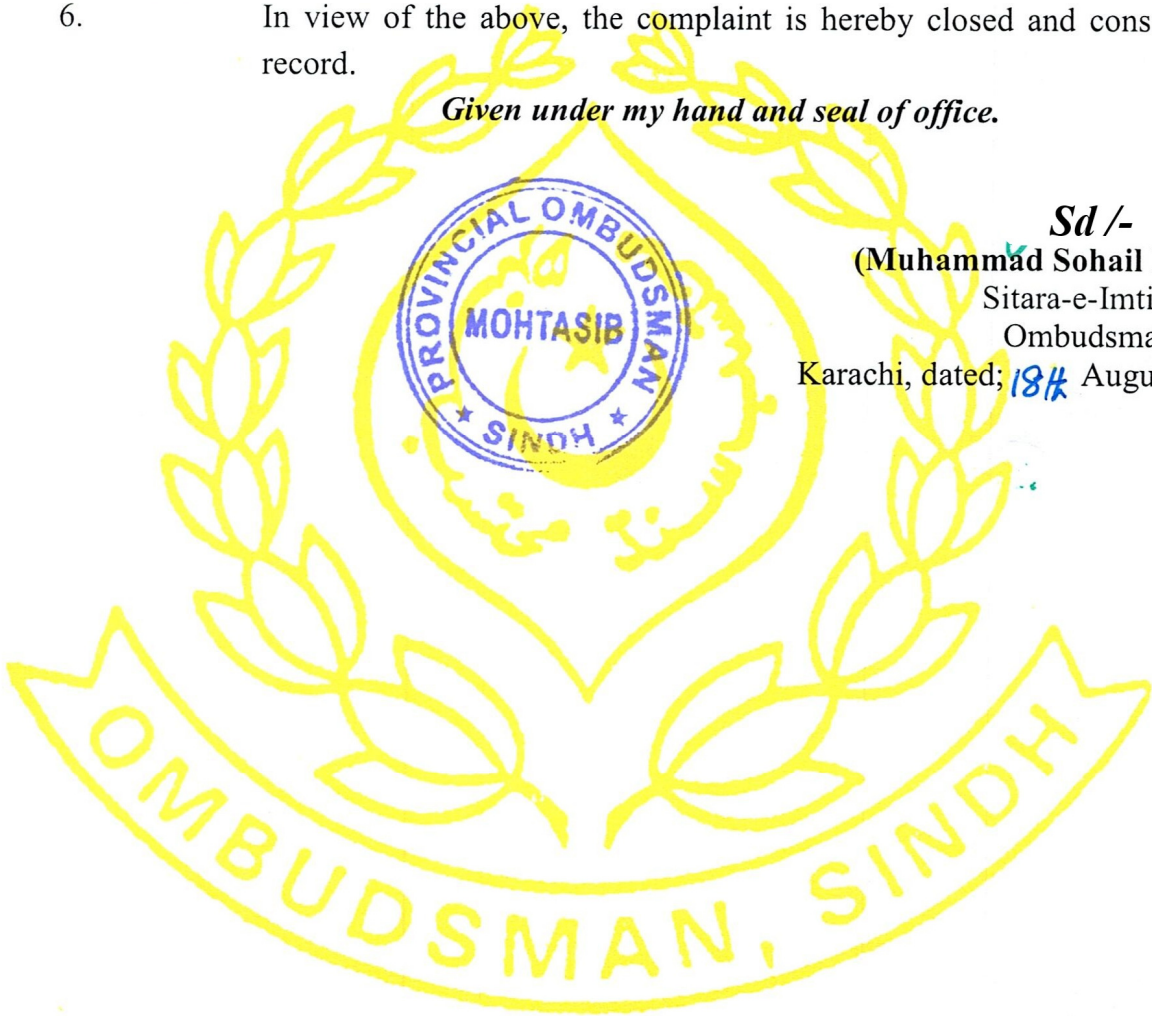 6. In view of the above, the complaint is hereby closed and cons
record.
Given under my hand and seal of office.
Sd /-
(Muhammad Sohail
Sitara-e-Imti
Ombudsma
Karachi, dated; 18th Augu
PROVINCIAL OMBUDSMAN
MOHTASIB
★ SINDH ★
OMBUDSMAN, SINDH